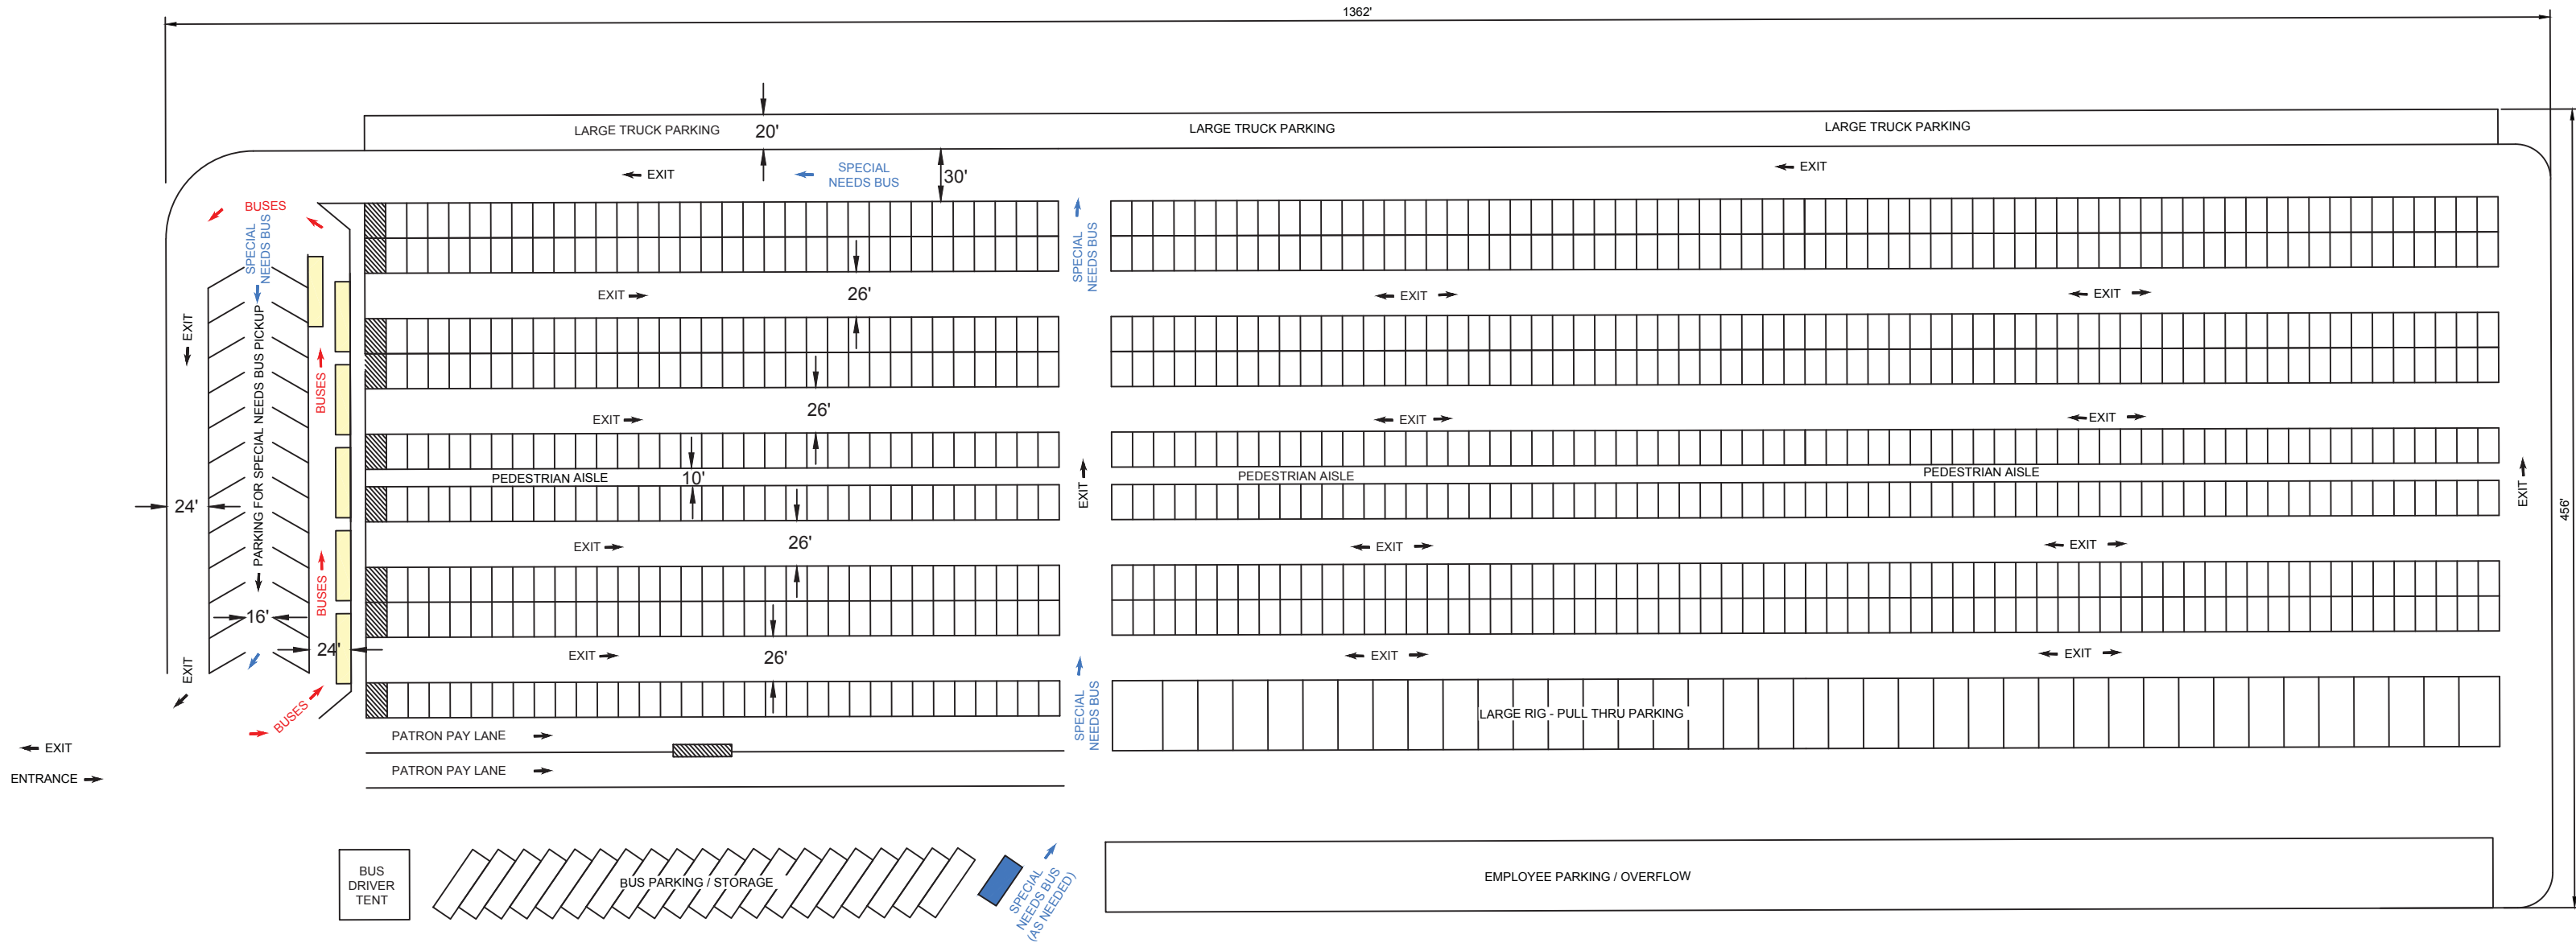 1362'
LARGE TRUCK PARKING
20'
LARGE TRUCK PARKING
LARGE TRUCK PARKING
EXIT
SPECIAL
NEEDS BUS
30'
EXIT
BUSES
SPECIAL
NEEDS BUS
SPECIAL
NEEDS BUS
EXIT
26'
EXIT
EXIT
EXIT
PARKING FOR SPECIAL NEEDS BUS PICKUP
BUSES
EXIT
26'
EXIT
EXIT
PEDESTRIAN AISLE
10'
PEDESTRIAN AISLE
PEDESTRIAN AISLE
24'
EXIT
EXIT
456'
EXIT
26'
EXIT
EXIT
BUSES
16'
24'
EXIT
EXIT
26'
EXIT
EXIT
BUSES
SPECIAL
NEEDS BUS
LARGE RIG - PULL THRU PARKING
PATRON PAY LANE
EXIT
ENTRANCE
PATRON PAY LANE
BUS
DRIVER
TENT
BUS PARKING / STORAGE
SPECIAL
NEEDS BUS
(AS NEEDED)
EMPLOYEE PARKING / OVERFLOW